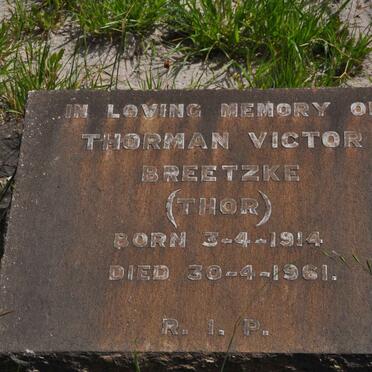 IN LOVING MEMORY OF
THORMAN VICTOR
BREETZKE
(THOR)
BORN 3-4-1914
DIED 30-4-1961.
R. I. P.